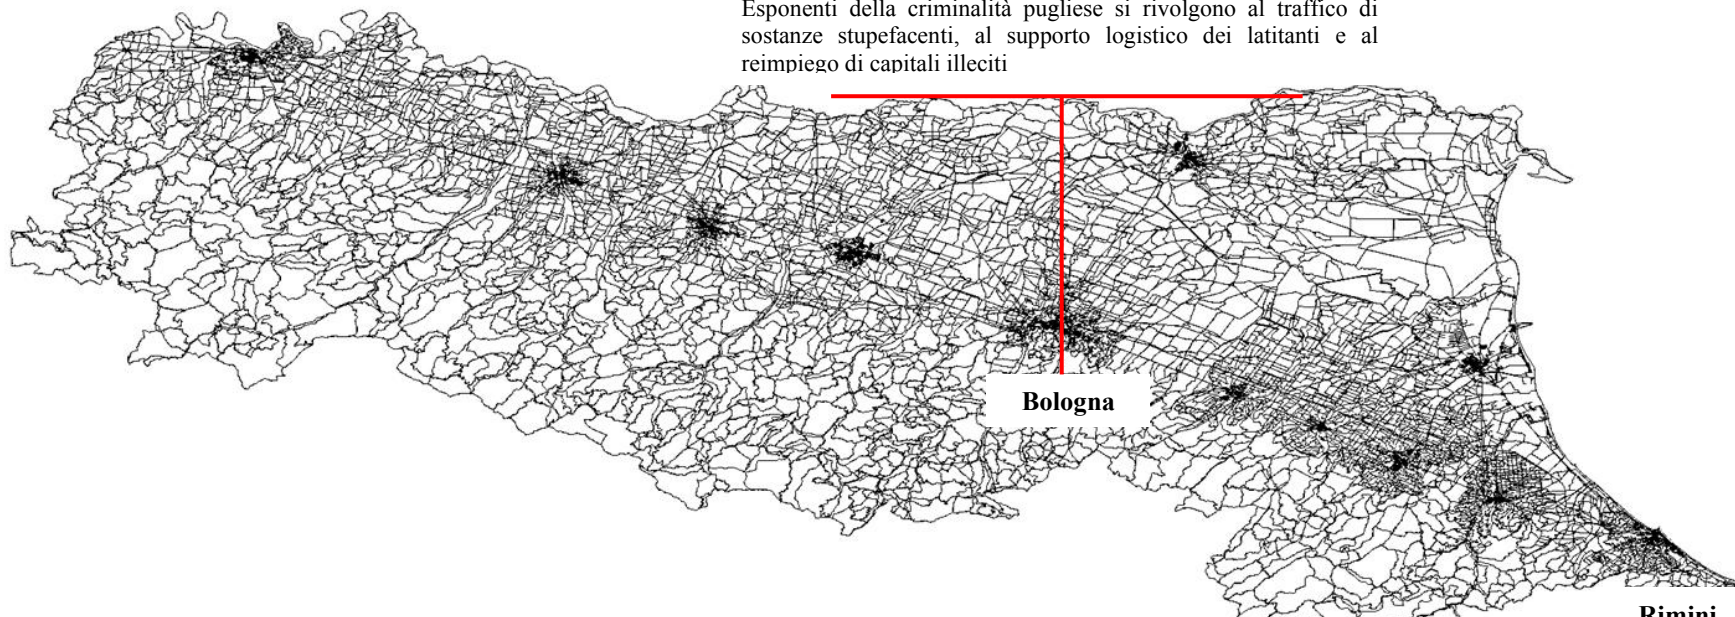 Esponenti della criminalità pugliese si rivolgono al traffico di
sostanze stupefacenti, al supporto logistico dei latitanti e al
reimpiego di capitali illeciti
Bologna
Rimini